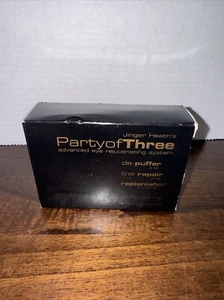 Jinger Heath's
PartyofThree
advanced eye rejuvenating system
de-puffer
line repair
replenisher